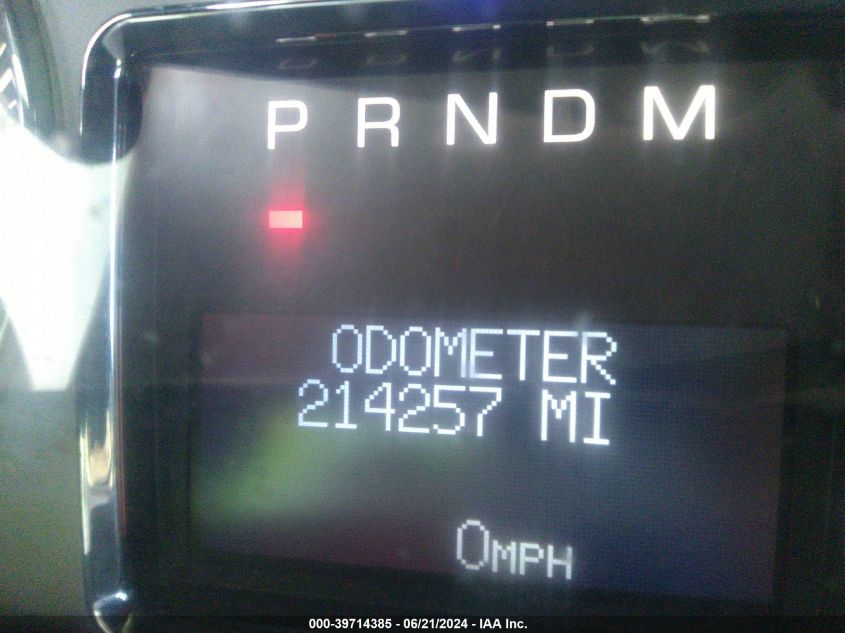 P R N D M
ODOMETER
214257 MI
0MPH
000-39714385 - 06/21/2024 - IAA Inc.